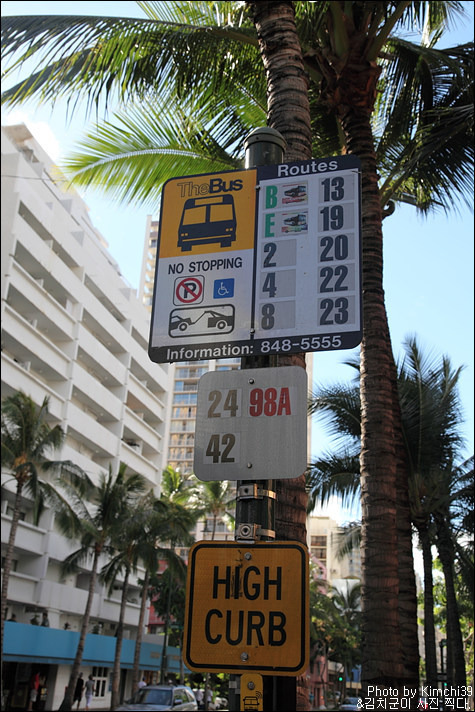 TheBus
Routes
B 13
E 19
2 20
4 22
8 23
NO STOPPING
P
Information: 848-5555
24 98A
42
HIGH
CURB
Photo by Kimchi39
&김치군이 사진 찍다!